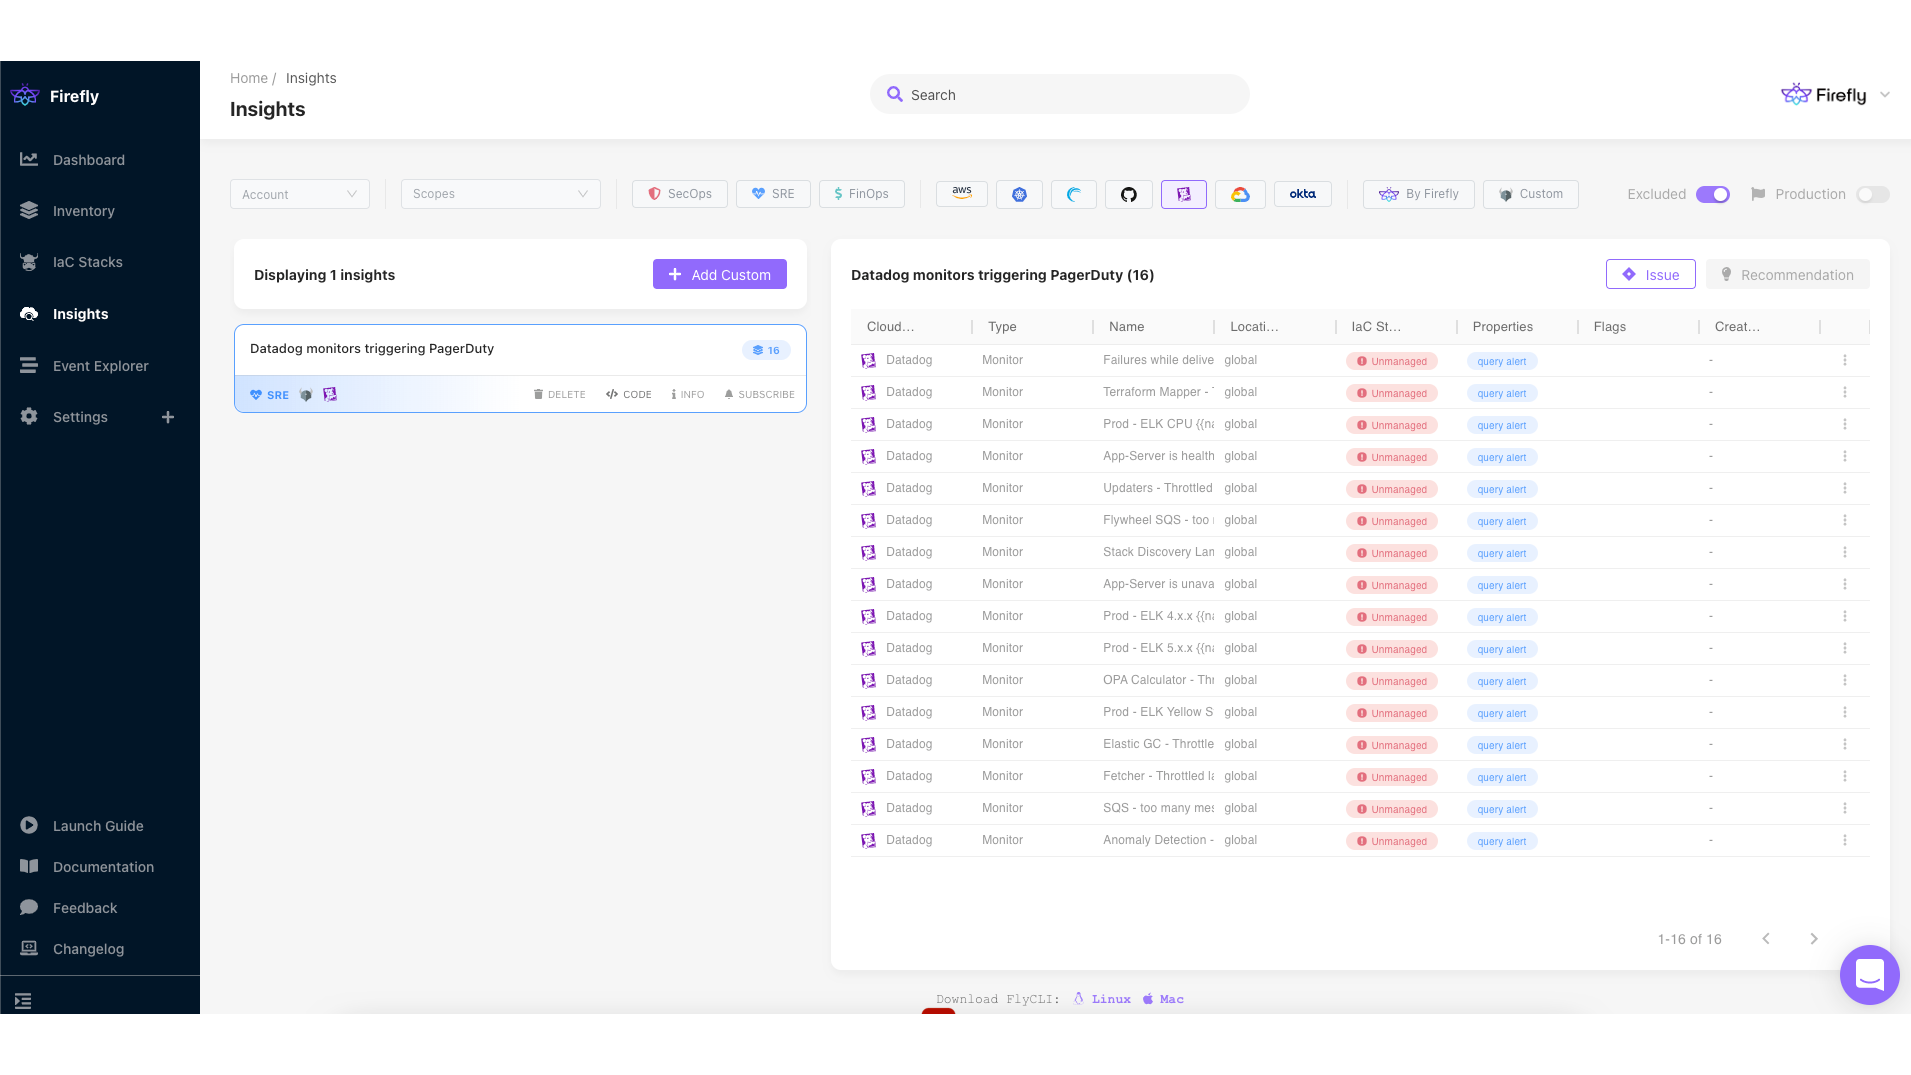 Firefly
Dashboard
Inventory
IaC Stacks
Insights
Event Explorer
Settings
Launch Guide
Documentation
Feedback
Changelog
Home / Insights
Insights
Search
Firefly
Account
Scopes
SecOps
SRE
FinOps
aws
okta
By Firefly
Custom
Excluded
Production
Displaying 1 insights
Add Custom
Datadog monitors triggering PagerDuty
16
SRE
DELETE
CODE
INFO
SUBSCRIBE
Datadog monitors triggering PagerDuty (16)
Issue
Recommendation
Cloud... Type Name Locati... IaC St... Properties Flags Creat...
Datadog Monitor Failures while delive global Unmanaged query alert -
Datadog Monitor Terraform Mapper - global Unmanaged query alert -
Datadog Monitor Prod - ELK CPU {{na global Unmanaged query alert -
Datadog Monitor App-Server is health global Unmanaged query alert -
Datadog Monitor Updaters - Throttled global Unmanaged query alert -
Datadog Monitor Flywheel SQS - too global Unmanaged query alert -
Datadog Monitor Stack Discovery Lan global Unmanaged query alert -
Datadog Monitor App-Server is unava global Unmanaged query alert -
Datadog Monitor Prod - ELK 4.x.x {{na global Unmanaged query alert -
Datadog Monitor Prod - ELK 5.x.x {{na global Unmanaged query alert -
Datadog Monitor OPA Calculator - Thr global Unmanaged query alert -
Datadog Monitor Prod - ELK Yellow S global Unmanaged query alert -
Datadog Monitor Elastic GC - Throttle global Unmanaged query alert -
Datadog Monitor Fetcher - Throttled la global Unmanaged query alert -
Datadog Monitor SQS - too many mes global Unmanaged query alert -
Datadog Monitor Anomaly Detection - global Unmanaged query alert -
1-16 of 16
Download FlyCLI: Linux Mac